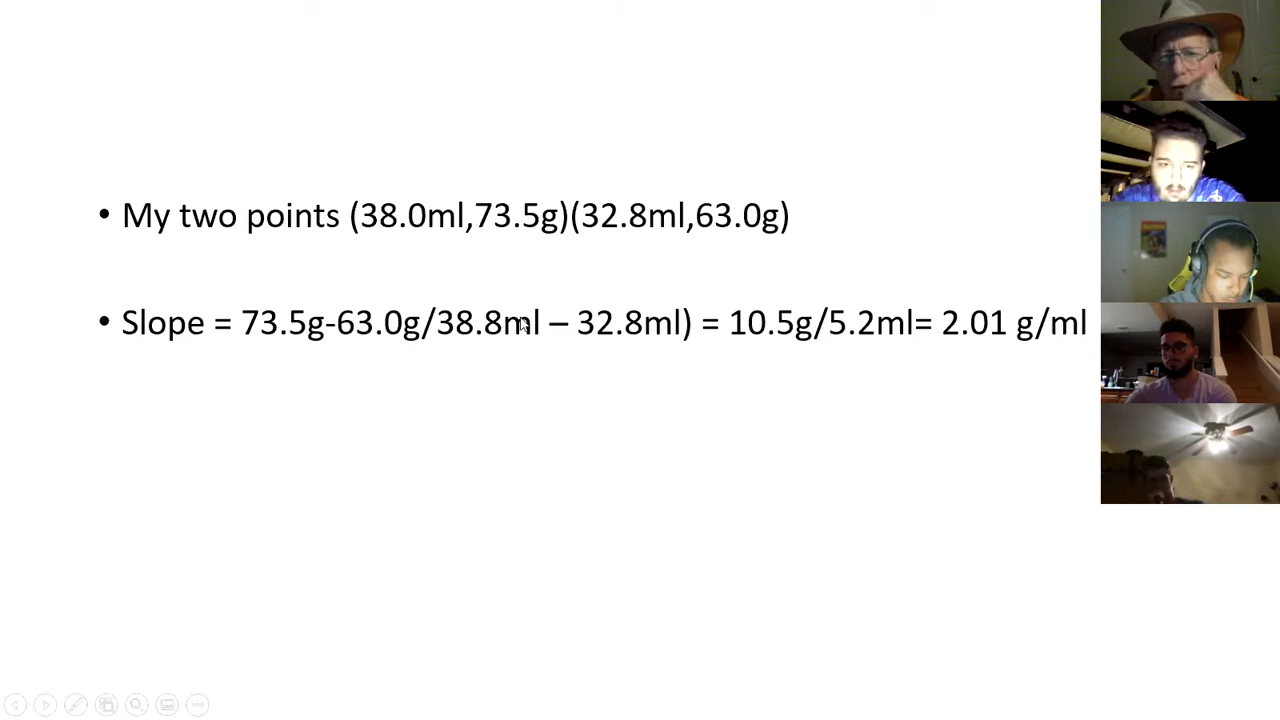 • My two points (38.0ml,73.5g)(32.8ml,63.0g)
• Slope = 73.5g-63.0g/38.8ml – 32.8ml) = 10.5g/5.2ml= 2.01 g/ml